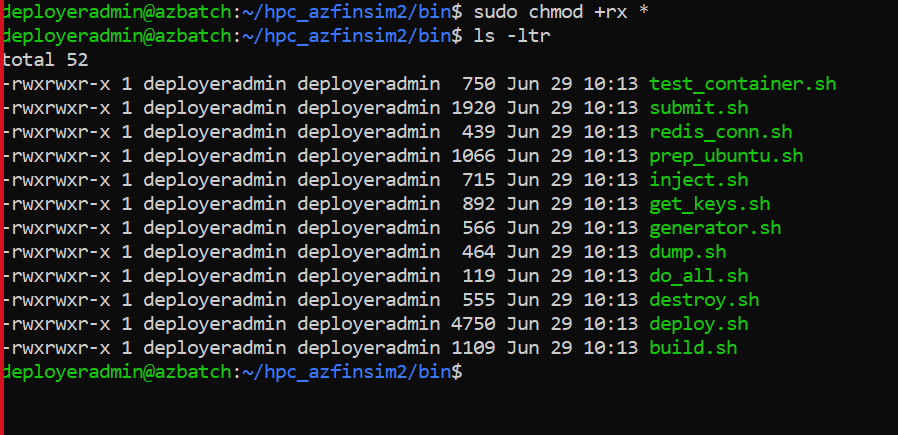 deployeradmin@azbatch:~/hpc_azfinsim2/bin$ sudo chmod +rx *
deployeradmin@azbatch:~/hpc_azfinsim2/bin$ ls -ltr
total 52
-rwxrwxr-x 1 deployeradmin deployeradmin  750 Jun 29 10:13 test_container.sh
-rwxrwxr-x 1 deployeradmin deployeradmin 1920 Jun 29 10:13 submit.sh
-rwxrwxr-x 1 deployeradmin deployeradmin  439 Jun 29 10:13 redis_conn.sh
-rwxrwxr-x 1 deployeradmin deployeradmin 1066 Jun 29 10:13 prep_ubuntu.sh
-rwxrwxr-x 1 deployeradmin deployeradmin  715 Jun 29 10:13 inject.sh
-rwxrwxr-x 1 deployeradmin deployeradmin  892 Jun 29 10:13 get_keys.sh
-rwxrwxr-x 1 deployeradmin deployeradmin  566 Jun 29 10:13 generator.sh
-rwxrwxr-x 1 deployeradmin deployeradmin  464 Jun 29 10:13 dump.sh
-rwxrwxr-x 1 deployeradmin deployeradmin  119 Jun 29 10:13 do_all.sh
-rwxrwxr-x 1 deployeradmin deployeradmin  555 Jun 29 10:13 destroy.sh
-rwxrwxr-x 1 deployeradmin deployeradmin 4750 Jun 29 10:13 deploy.sh
-rwxrwxr-x 1 deployeradmin deployeradmin 1109 Jun 29 10:13 build.sh
deployeradmin@azbatch:~/hpc_azfinsim2/bin$